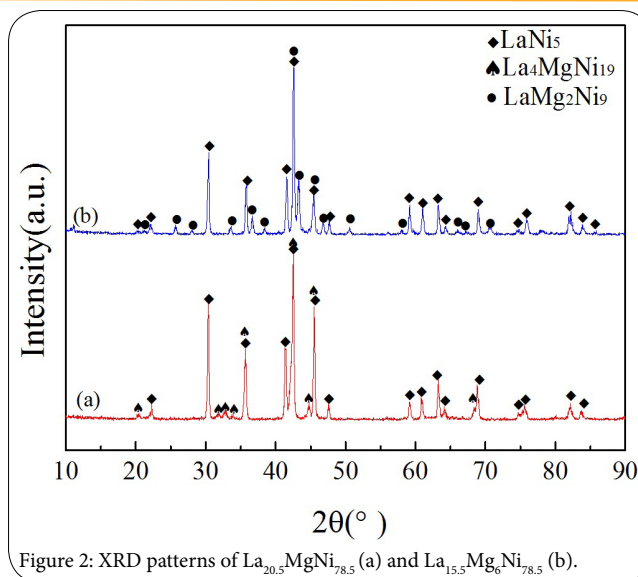 ◆LaNi₅
♠La₄MgNi₁₉
●LaMg₂Ni₉
(b)
(a)
Intensity(a.u.)
10 20 30 40 50 60 70 80 90
2θ(°)
Figure 2: XRD patterns of La₂₀.₅MgNi₇₈.₅ (a) and La₁₅.₅Mg₆Ni₇₈.₅ (b).